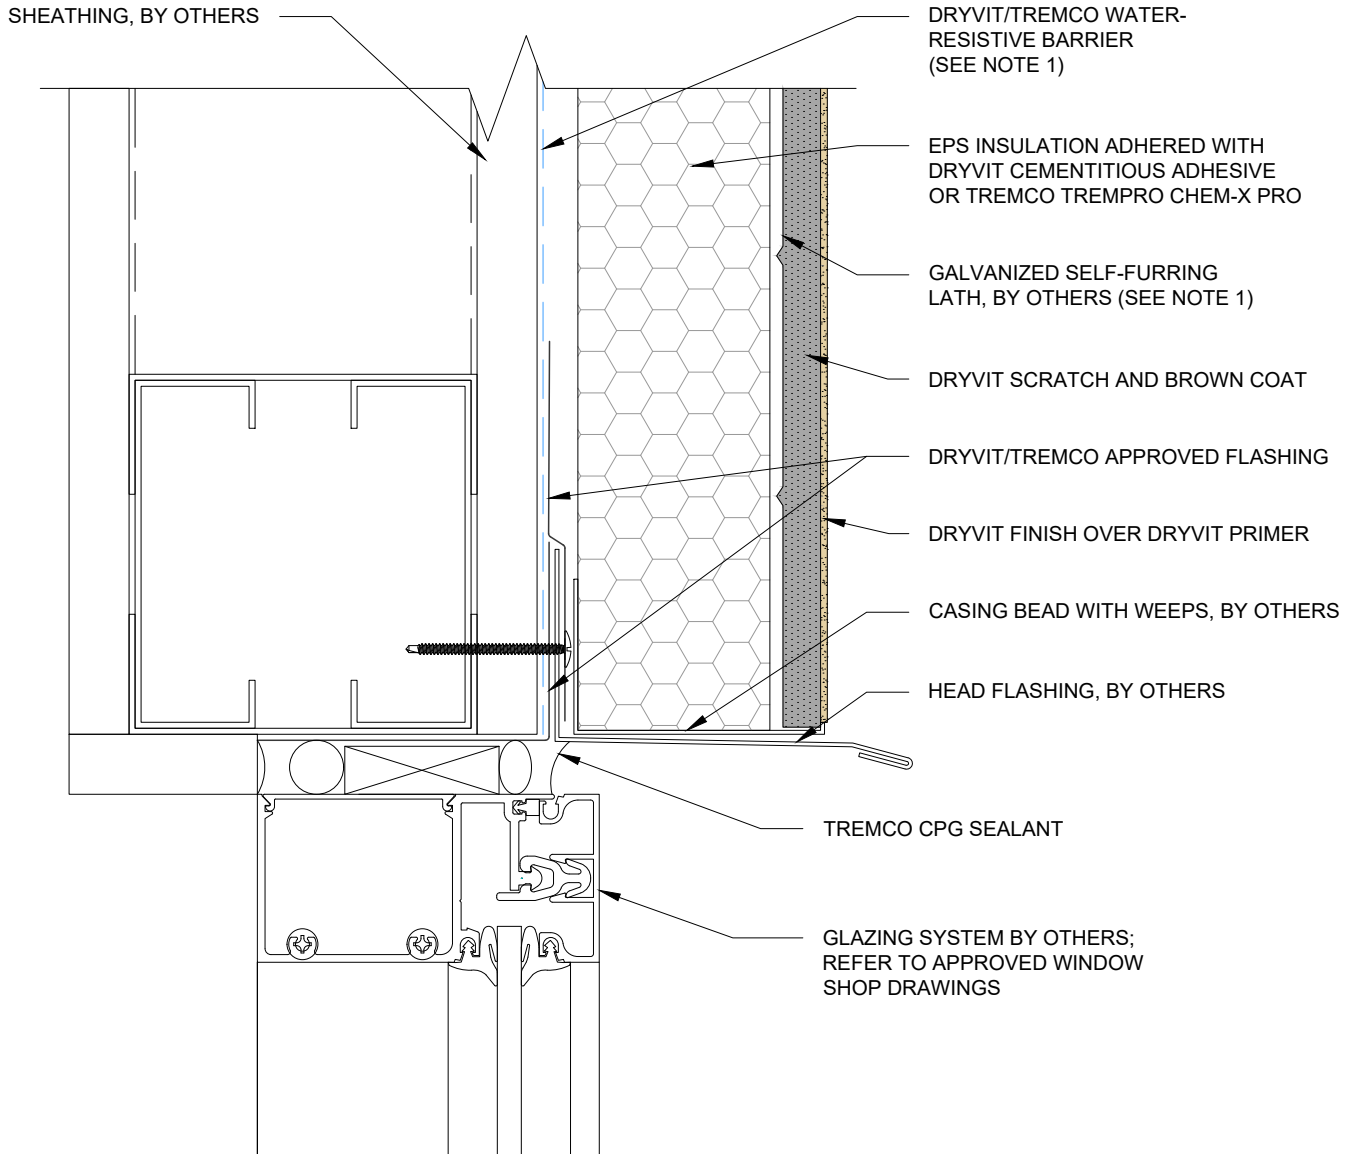 SHEATHING, BY OTHERS
DRYVIT/TREMCO WATER-
RESISTIVE BARRIER
(SEE NOTE 1)
EPS INSULATION ADHERED WITH
DRYVIT CEMENTITIOUS ADHESIVE
OR TREMCO TREMPRO CHEM-X PRO
GALVANIZED SELF-FURRING
LATH, BY OTHERS (SEE NOTE 1)
DRYVIT SCRATCH AND BROWN COAT
DRYVIT/TREMCO APPROVED FLASHING
DRYVIT FINISH OVER DRYVIT PRIMER
CASING BEAD WITH WEEPS, BY OTHERS
HEAD FLASHING, BY OTHERS
TREMCO CPG SEALANT
GLAZING SYSTEM BY OTHERS;
REFER TO APPROVED WINDOW
SHOP DRAWINGS